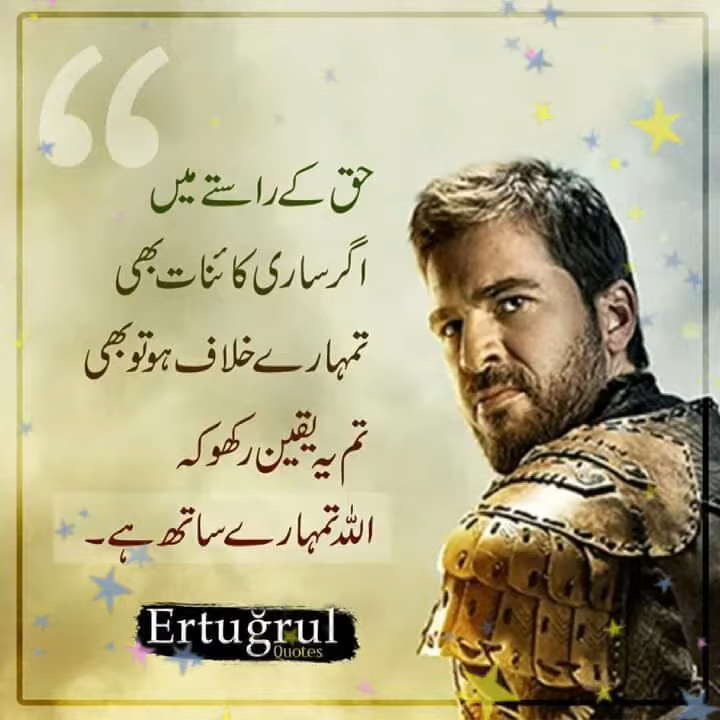 حق کے راستے میں
اگر ساری کائنات بھی
تمہارے خلاف ہو تو بھی
تم یہ یقین رکھو کہ
اللہ تمہارے ساتھ ہے۔
Ertuğrul
Quotes